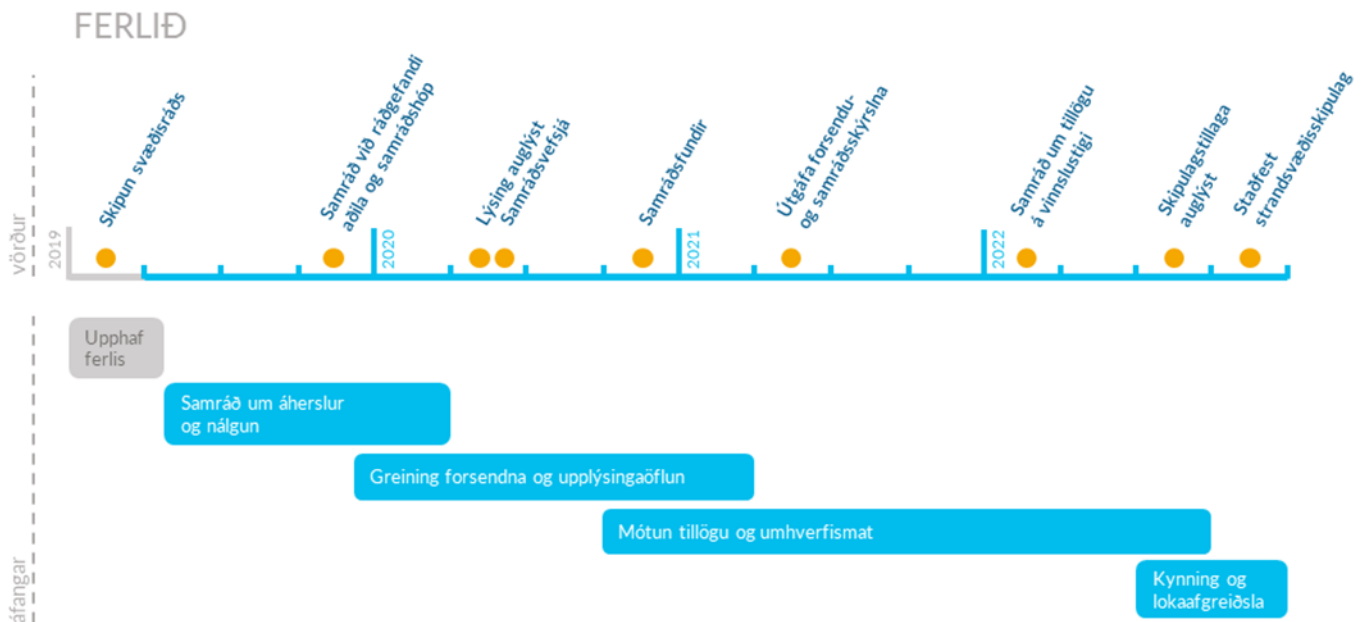 FERLIÐ
vörður
Skipun svæðisráðs
Samráð við ráðgefandi
aðila og samráðshóp
Lýsing auglýst
Samráðsvefsjá
Samráðsfundir
Útgáfa forsendu-
og samráðsskýrslna
Samráð um tillögu
á vinnslustigi
Skipulagstillaga
auglýst
Staðfest
strandsvæðisskipulag
2019
2020
2021
2022
áfangar
Upphaf
ferlis
Samráð um áherslur
og nálgun
Greining forsendna og upplýsingaöflun
Mótun tillögu og umhverfismat
Kynning og
lokaafgreiðsla